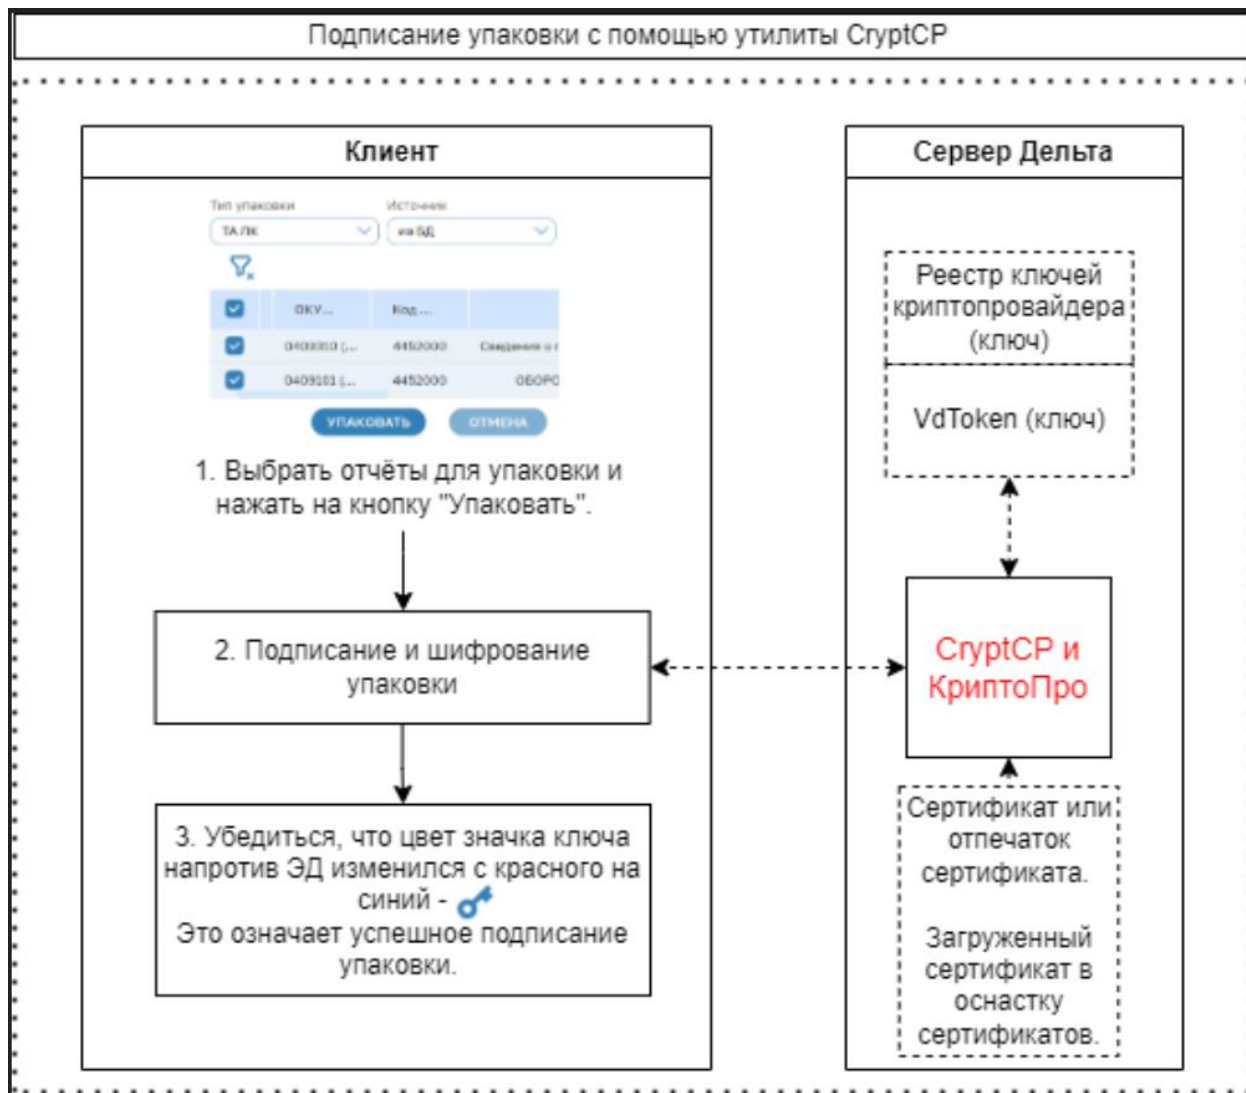 Подписание упаковки с помощью утилиты CryptCP
Клиент
Тип упаковки Источник
ТА ЛК из БД
ОКУ... Код ...
(... 4452000 Сведения о
0409101 (... 4452000 ОБОРО
УПАКОВАТЬ ОТМЕНА
1. Выбрать отчёты для упаковки и
нажать на кнопку "Упаковать".
2. Подписание и шифрование
упаковки
3. Убедиться, что цвет значка ключа
напротив ЭД изменился с красного на
синий -
Это означает успешное подписание
упаковки.
Сервер Дельта
Реестр ключей
криптопровайдера
(ключ)
VdToken (ключ)
CryptCP и
КриптоПро
Сертификат или
отпечаток
сертификата.
Загруженный
сертификат в
оснастку
сертификатов.